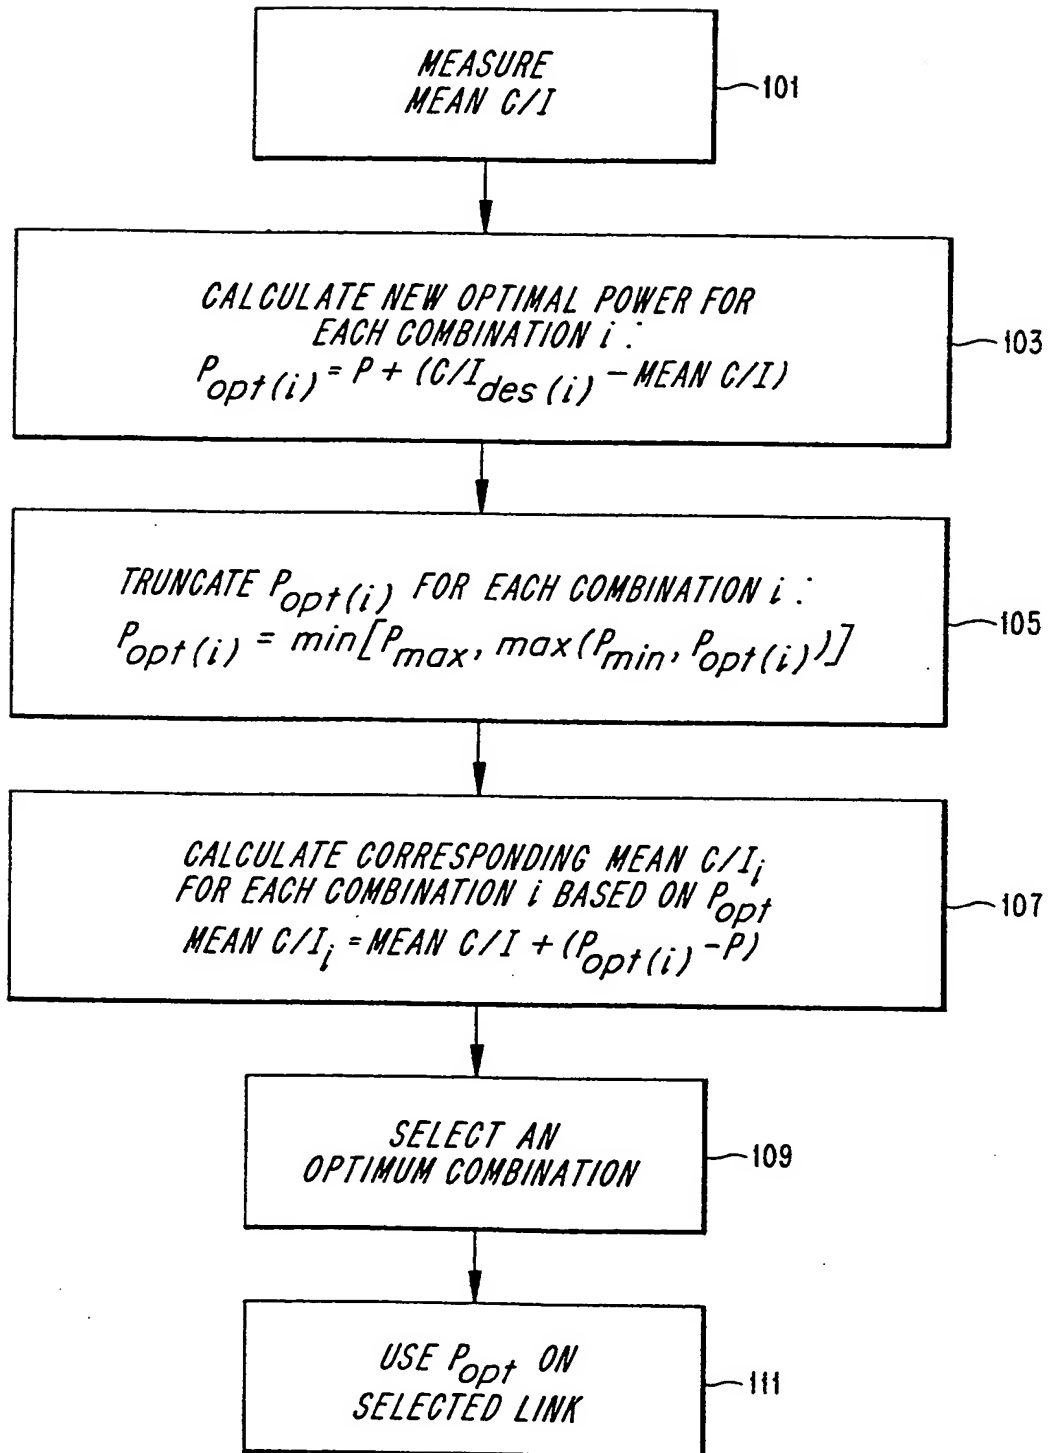 MEASURE
MEAN C/I
101
CALCULATE NEW OPTIMAL POWER FOR
EACH COMBINATION i :
P_opt(i) = P + (C/I_des(i) - MEAN C/I)
103
TRUNCATE P_opt(i) FOR EACH COMBINATION i :
P_opt(i) = min[P_max, max(P_min, P_opt(i))]
105
CALCULATE CORRESPONDING MEAN C/I_i
FOR EACH COMBINATION i BASED ON P_opt
MEAN C/I_i = MEAN C/I + (P_opt(i) - P)
107
SELECT AN
OPTIMUM COMBINATION
109
USE P_opt ON
SELECTED LINK
111